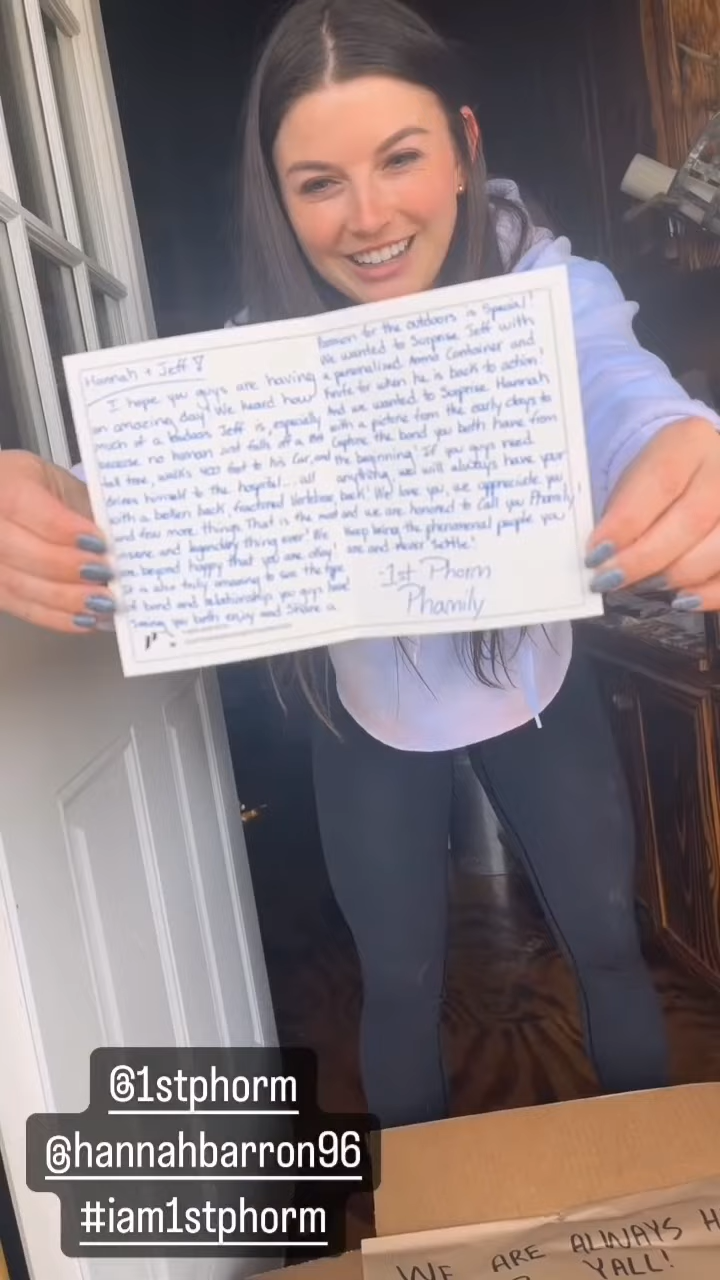 Hannah + Jeff
I hope you guys are having
an amazing day! We heard how
much of a badass Jeff is, especially
because no human just falls off a
tall tree, walks 400 feet to his car, and
drives himself to the hospital... all
with a broken back, fractured
and few more things. That is the most
insane and legendary thing ever! We
are beyond happy that you are okay!
It is also truly amazing to see the type
of bond and relationship you guys have!
Seeing you both enjoy and share a
Passion for the outdoors is special!
We wanted to surprise Jeff with
a personalized Ammo Container and
Knife for when he is back to action!
And we wanted to surprise Hannah
with a picture from the early days to
Capture the bond you both have from
the beginning! If you guys need
anything, we will always have your
back! We love you, we appreciate you
and we are honored to call you Phamily!
Keep being the phenomenal people you
are and never settle!
-1st Phorm
Phamily
@1stphorm
@hannahbarron96
#iam1stphorm
WE ARE ALWAYS H
YALL!